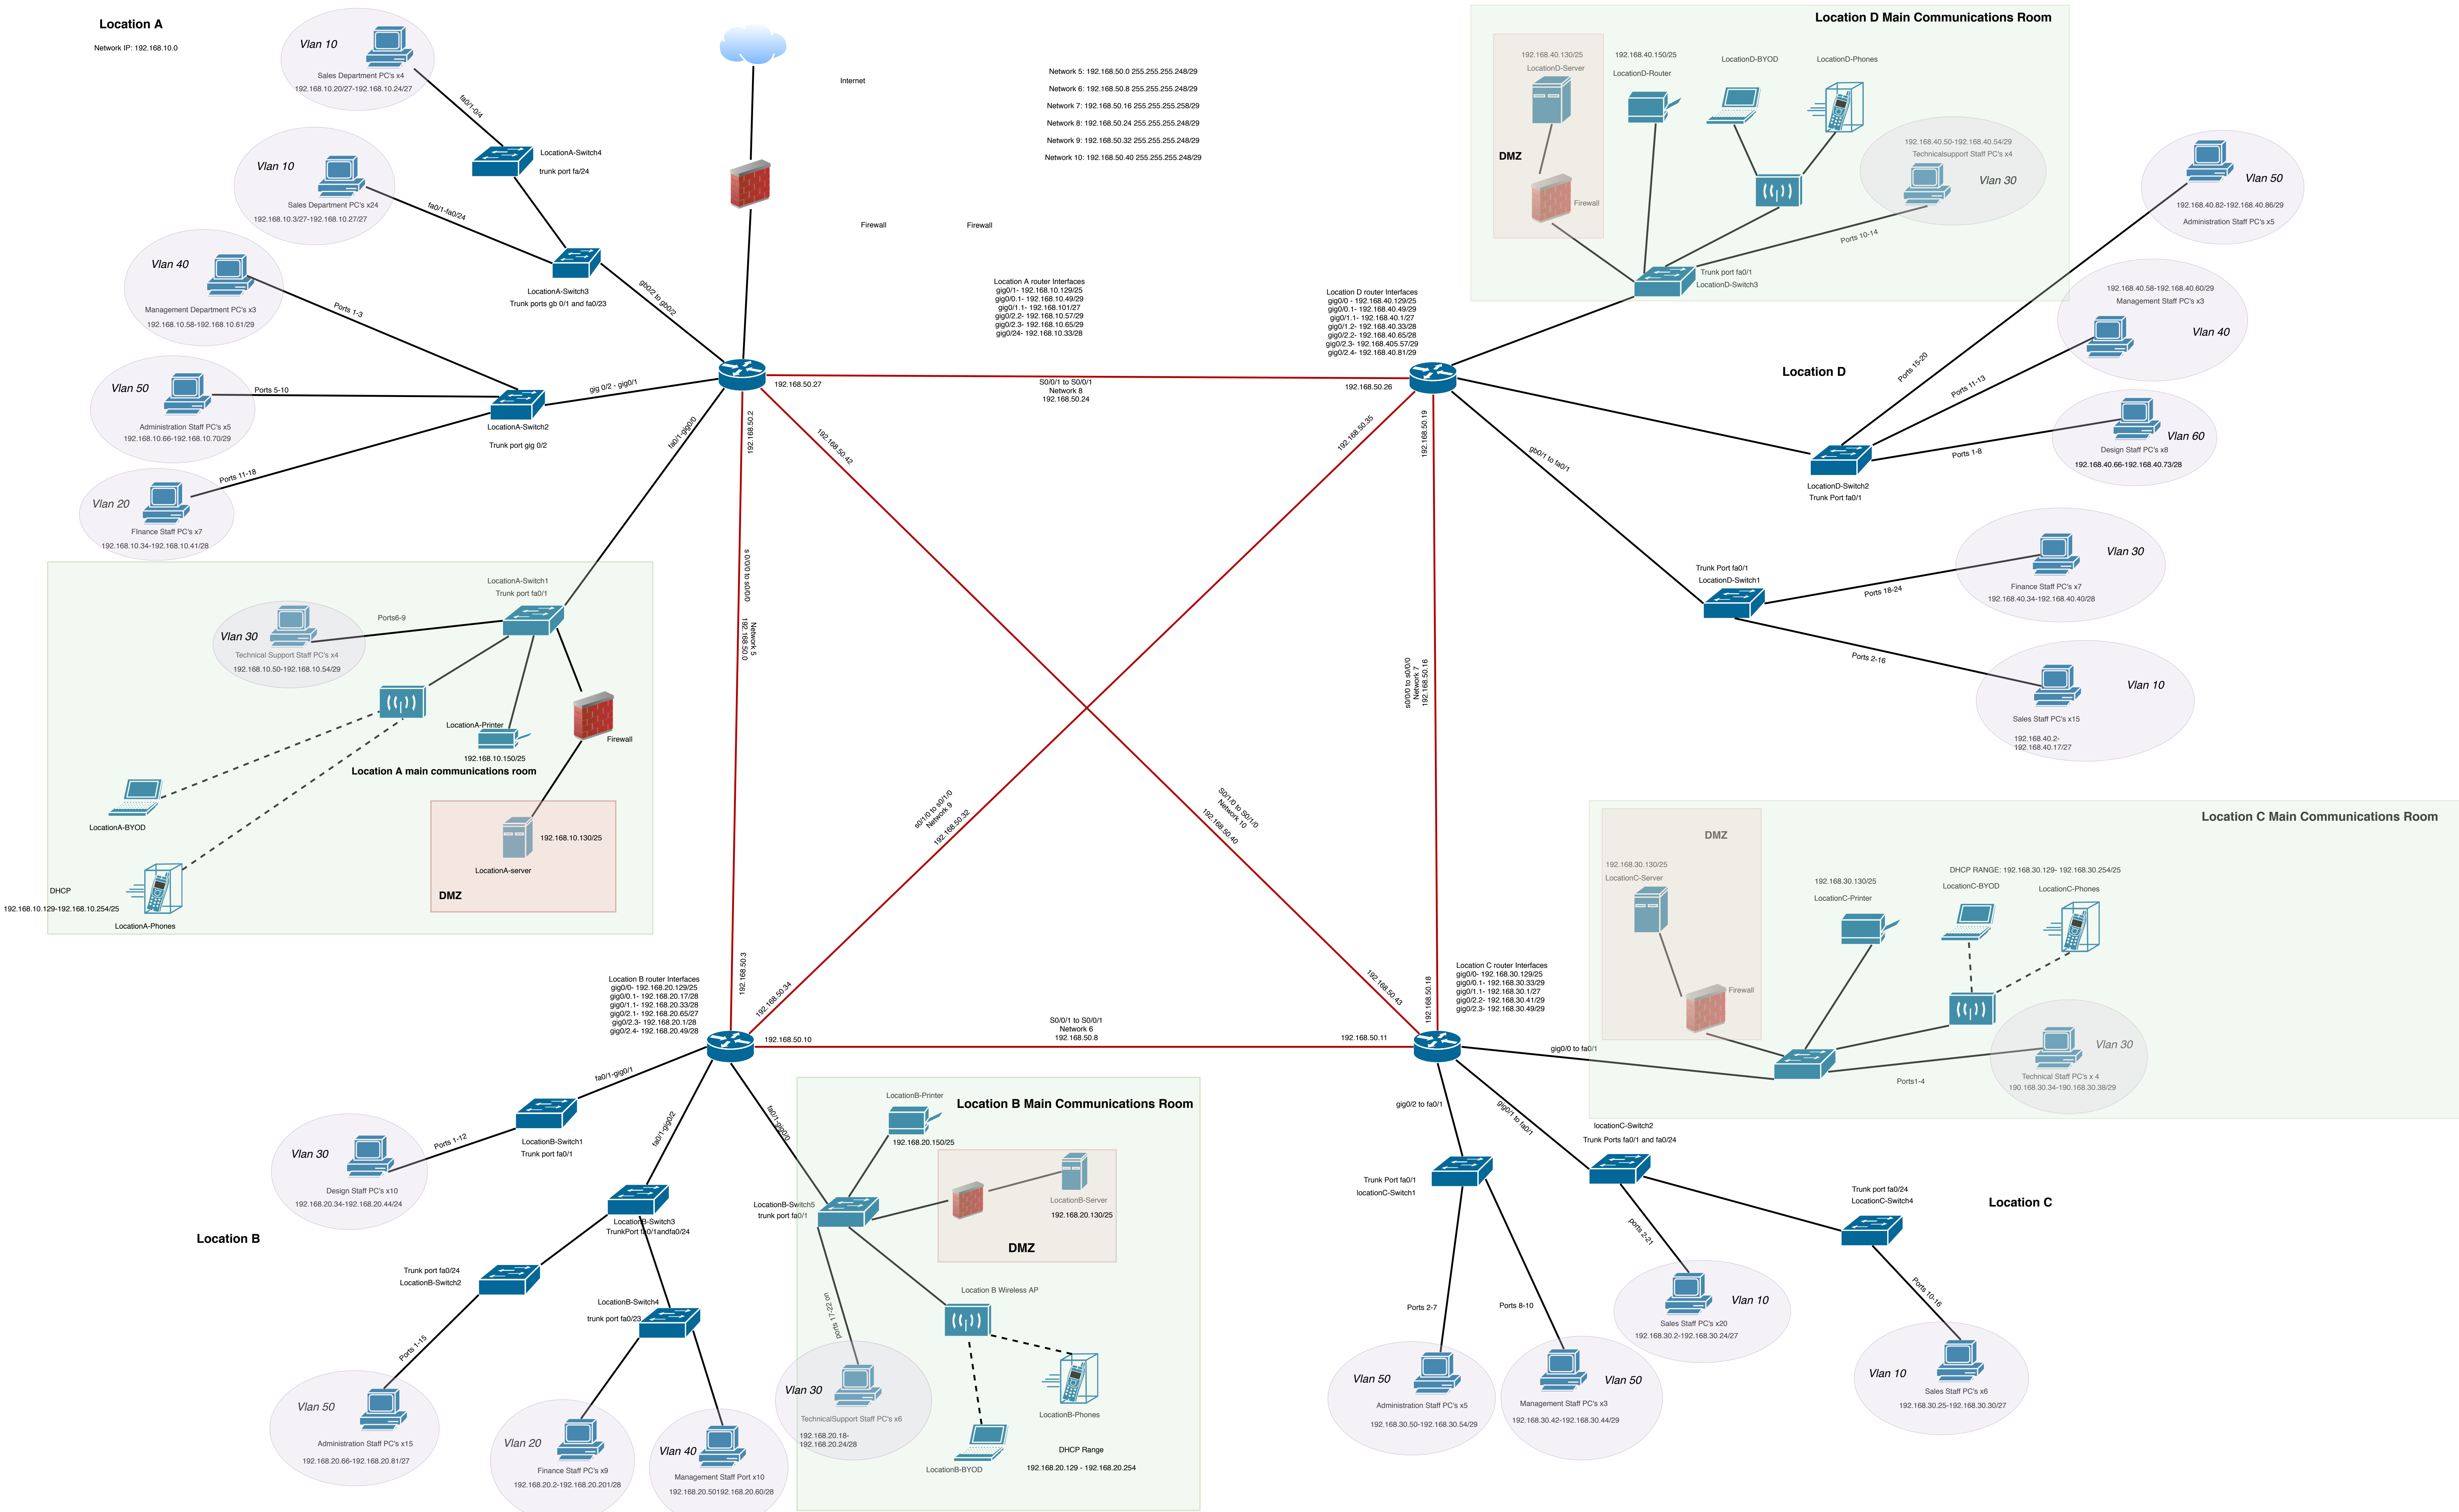 Location A
Network IP: 192.168.10.0
Vlan 10
Sales Department PC's x4
192.168.10.20/27-192.168.10.24/27
fa0/1-0/4
LocationA-Switch4
trunk port fa/24
Vlan 10
Sales Department PC's x24
192.168.10.3/27-192.168.10.27/27
fa0/1-fa0/24
LocationA-Switch3
Trunk ports gb 0/1 and fa0/23
gb0/2 to gb0/2
Vlan 40
Management Department PC's x3
192.168.10.58-192.168.10.61/29
Ports 1-3
Vlan 50
Administration Staff PC's x5
192.168.10.66-192.168.10.70/29
Ports 5-10
gig 0/2 - gig0/1
LocationA-Switch2
Trunk port gig 0/2
Vlan 20
FInance Staff PC's x7
192.168.10.34-192.168.10.41/28
Ports 11-18
fa0/1-gig0/0
Internet
Firewall
Firewall
Network 5: 192.168.50.0 255.255.255.248/29
Network 6: 192.168.50.8 255.255.255.248/29
Network 7: 192.168.50.16 255.255.255.258/29
Network 8: 192.168.50.24 255.255.255.248/29
Network 9: 192.168.50.32 255.255.255.248/29
Network 10: 192.168.50.40 255.255.255.248/29
Location A router Interfaces
gig0/1- 192.168.10.129/25
gig0/0.1- 192.168.10.49/29
gig0/1.1- 192.168.101/27
gig0/2.2- 192.168.10.57/29
gig0/2.3- 192.168.10.65/29
gig0/24- 192.168.10.33/28
Location D router Interfaces
gig0/0 - 192.168.40.129/25
gig0/0.1- 192.168.40.49/29
gig0/1.1- 192.168.40.1/27
gig0/1.2- 192.168.40.33/28
gig0/2.2- 192.168.40.65/28
gig0/2.3- 192.168.405.57/29
gig0/2.4- 192.168.40.81/29
192.168.50.27
S0/0/1 to S0/0/1
Network 8
192.168.50.24
192.168.50.26
192.168.50.2
192.168.50.42
192.168.50.35
192.168.50.19
s 0/0/0 to s0/0/0
Network 5
192.168.50.0
s0/0/0 to s0/0/0
Network 7
192.168.50.16
s0/1/0 to s0/1/0
Network 9
192.168.50.32
S0/1/0 to S0/1/0
Network 10
192.168.50.40
192.168.50.3
192.168.50.34
192.168.50.43
192.168.50.18
192.168.50.10
S0/0/1 to S0/0/1
Network 6
192.168.50.8
192.168.50.11
Location D Main Communications Room
192.168.40.130/25
LocationD-Server
DMZ
Firewall
192.168.40.150/25
LocationD-Router
LocationD-BYOD
LocationD-Phones
192.168.40.50-192.168.40.54/29
Technicalsupport Staff PC's x4
Vlan 30
Ports 10-14
Trunk port fa0/1
LocationD-Switch3
Location D
Vlan 50
192.168.40.82-192.168.40.86/29
Administration Staff PC's x5
Ports 15-20
192.168.40.58-192.168.40.60/29
Management Staff PC's x3
Vlan 40
Ports 11-13
Vlan 60
Design Staff PC's x8
192.168.40.66-192.168.40.73/28
Ports 1-8
LocationD-Switch2
Trunk Port fa0/1
gb0/1 to fa0/1
Trunk Port fa0/1
LocationD-Switch1
Vlan 30
Finance Staff PC's x7
192.168.40.34-192.168.40.40/28
Ports 18-24
Ports 2-16
Vlan 10
Sales Staff PC's x15
192.168.40.2-
192.168.40.17/27
LocationA-Switch1
Trunk port fa0/1
Ports6-9
Vlan 30
Technical Support Staff PC's x4
192.168.10.50-192.168.10.54/29
LocationA-Printer
192.168.10.150/25
Firewall
Location A main communications room
LocationA-BYOD
192.168.10.130/25
LocationA-server
DMZ
DHCP
192.168.10.129-192.168.10.254/25
LocationA-Phones
Location C Main Communications Room
DMZ
192.168.30.130/25
LocationC-Server
Firewall
192.168.30.130/25
LocationC-Printer
DHCP RANGE: 192.168.30.129- 192.168.30.254/25
LocationC-BYOD
LocationC-Phones
Vlan 30
Technical Staff PC's x 4
190.168.30.34-190.168.30.38/29
Ports1-4
gig0/0 to fa0/1
Location B router Interfaces
gig0/0- 192.168.20.129/25
gig0/0.1- 192.168.20.17/28
gig0/1.1- 192.168.20.33/28
gig0/2.1- 192.168.20.65/27
gig0/2.3- 192.168.20.1/28
gig0/2.4- 192.168.20.49/28
Location C router Interfaces
gig0/0- 192.168.30.129/25
gig0/0.1- 192.168.30.33/29
gig0/1.1- 192.168.30.1/27
gig0/2.2- 192.168.30.41/29
gig0/2.3- 192.168.30.49/29
fa0/1-gig0/1
fa0/1-gig0/2
fa0/1-gig0/0
LocationB-Switch1
Trunk port fa0/1
Ports 1-12
Vlan 30
Design Staff PC's x10
192.168.20.34-192.168.20.44/24
Location B
LocationB-Switch3
TrunkPort fa0/1andfa0/24
Trunk port fa0/24
LocationB-Switch2
Ports 1-15
Vlan 50
Administration Staff PC's x15
192.168.20.66-192.168.20.81/27
LocationB-Switch4
trunk port fa0/23
Vlan 20
Finance Staff PC's x9
192.168.20.2-192.168.20.201/28
Vlan 40
Management Staff Port x10
192.168.20.50192.168.20.60/28
Location B Main Communications Room
LocationB-Printer
192.168.20.150/25
LocationB-Switch5
trunk port fa0/1
LocationB-Server
192.168.20.130/25
DMZ
Location B Wireless AP
ports 17-22 on
Vlan 30
TechnicalSupport Staff PC's x6
192.168.20.18-
192.168.20.24/28
LocationB-Phones
LocationB-BYOD
DHCP Range
192.168.20.129 - 192.168.20.254
gig0/2 to fa0/1
gig0/1 to fa0/1
locationC-Switch2
Trunk Ports fa0/1 and fa0/24
Trunk Port fa0/1
locationC-Switch1
Trunk port fa0/24
LocationC-Switch4
Location C
ports 2-21
Ports 2-7
Ports 8-10
Ports 10-16
Vlan 10
Sales Staff PC's x20
192.168.30.2-192.168.30.24/27
Vlan 50
Administration Staff PC's x5
192.168.30.50-192.168.30.54/29
Vlan 50
Management Staff PC's x3
192.168.30.42-192.168.30.44/29
Vlan 10
Sales Staff PC's x6
192.168.30.25-192.168.30.30/27